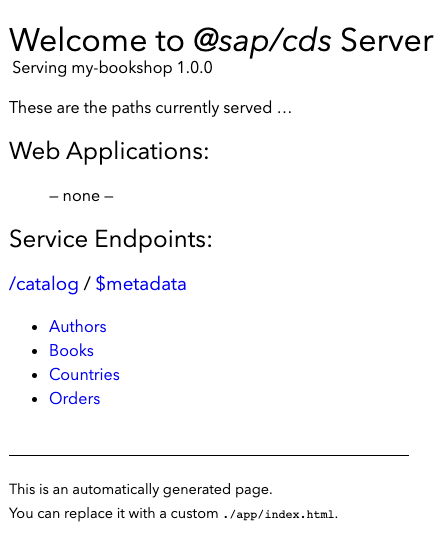 Welcome to @sap/cds Server
Serving my-bookshop 1.0.0
These are the paths currently served …
Web Applications:
– none –
Service Endpoints:
/catalog / $metadata
• Authors
• Books
• Countries
• Orders
This is an automatically generated page.
You can replace it with a custom ./app/index.html.